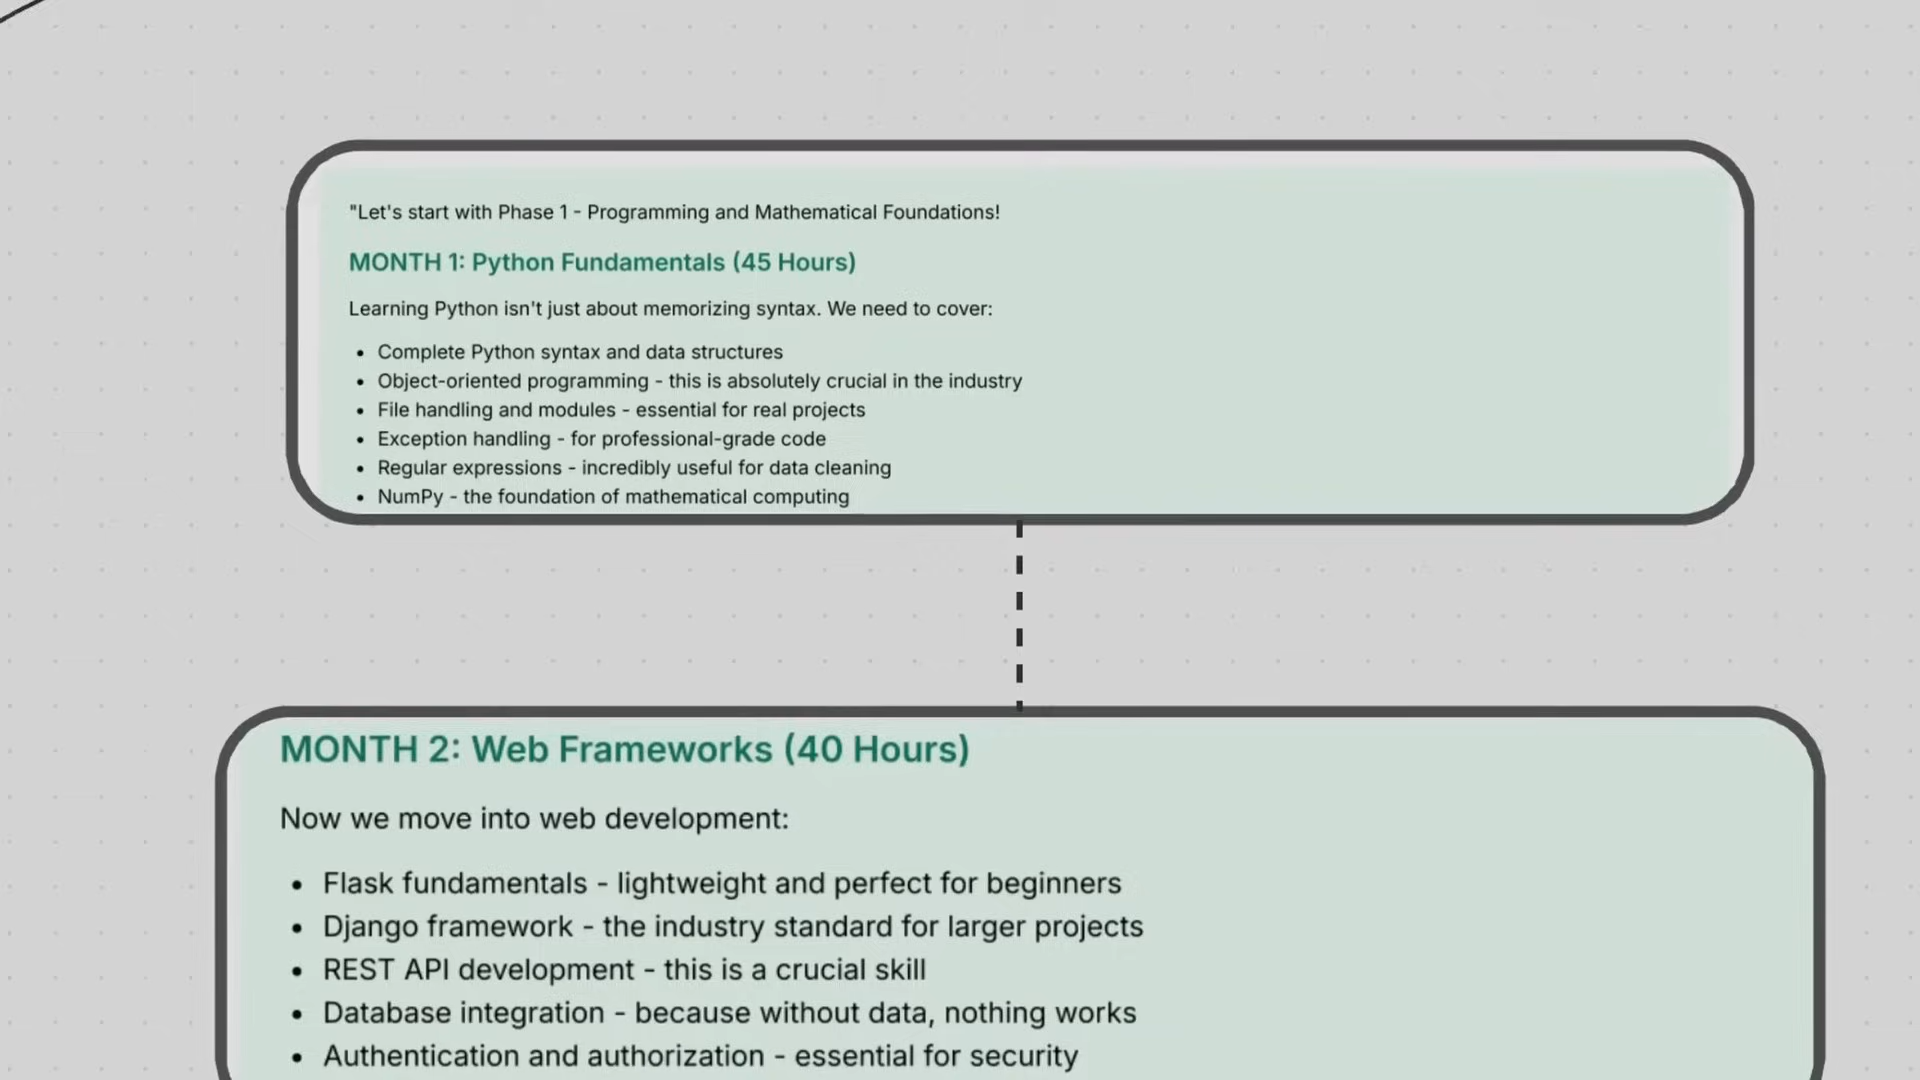 "Let's start with Phase 1 - Programming and Mathematical Foundations!
MONTH 1: Python Fundamentals (45 Hours)
Learning Python isn't just about memorizing syntax. We need to cover:
• Complete Python syntax and data structures
• Object-oriented programming - this is absolutely crucial in the industry
• File handling and modules - essential for real projects
• Exception handling - for professional-grade code
• Regular expressions - incredibly useful for data cleaning
• NumPy - the foundation of mathematical computing
MONTH 2: Web Frameworks (40 Hours)
Now we move into web development:
• Flask fundamentals - lightweight and perfect for beginners
• Django framework - the industry standard for larger projects
• REST API development - this is a crucial skill
• Database integration - because without data, nothing works
• Authentication and authorization - essential for security